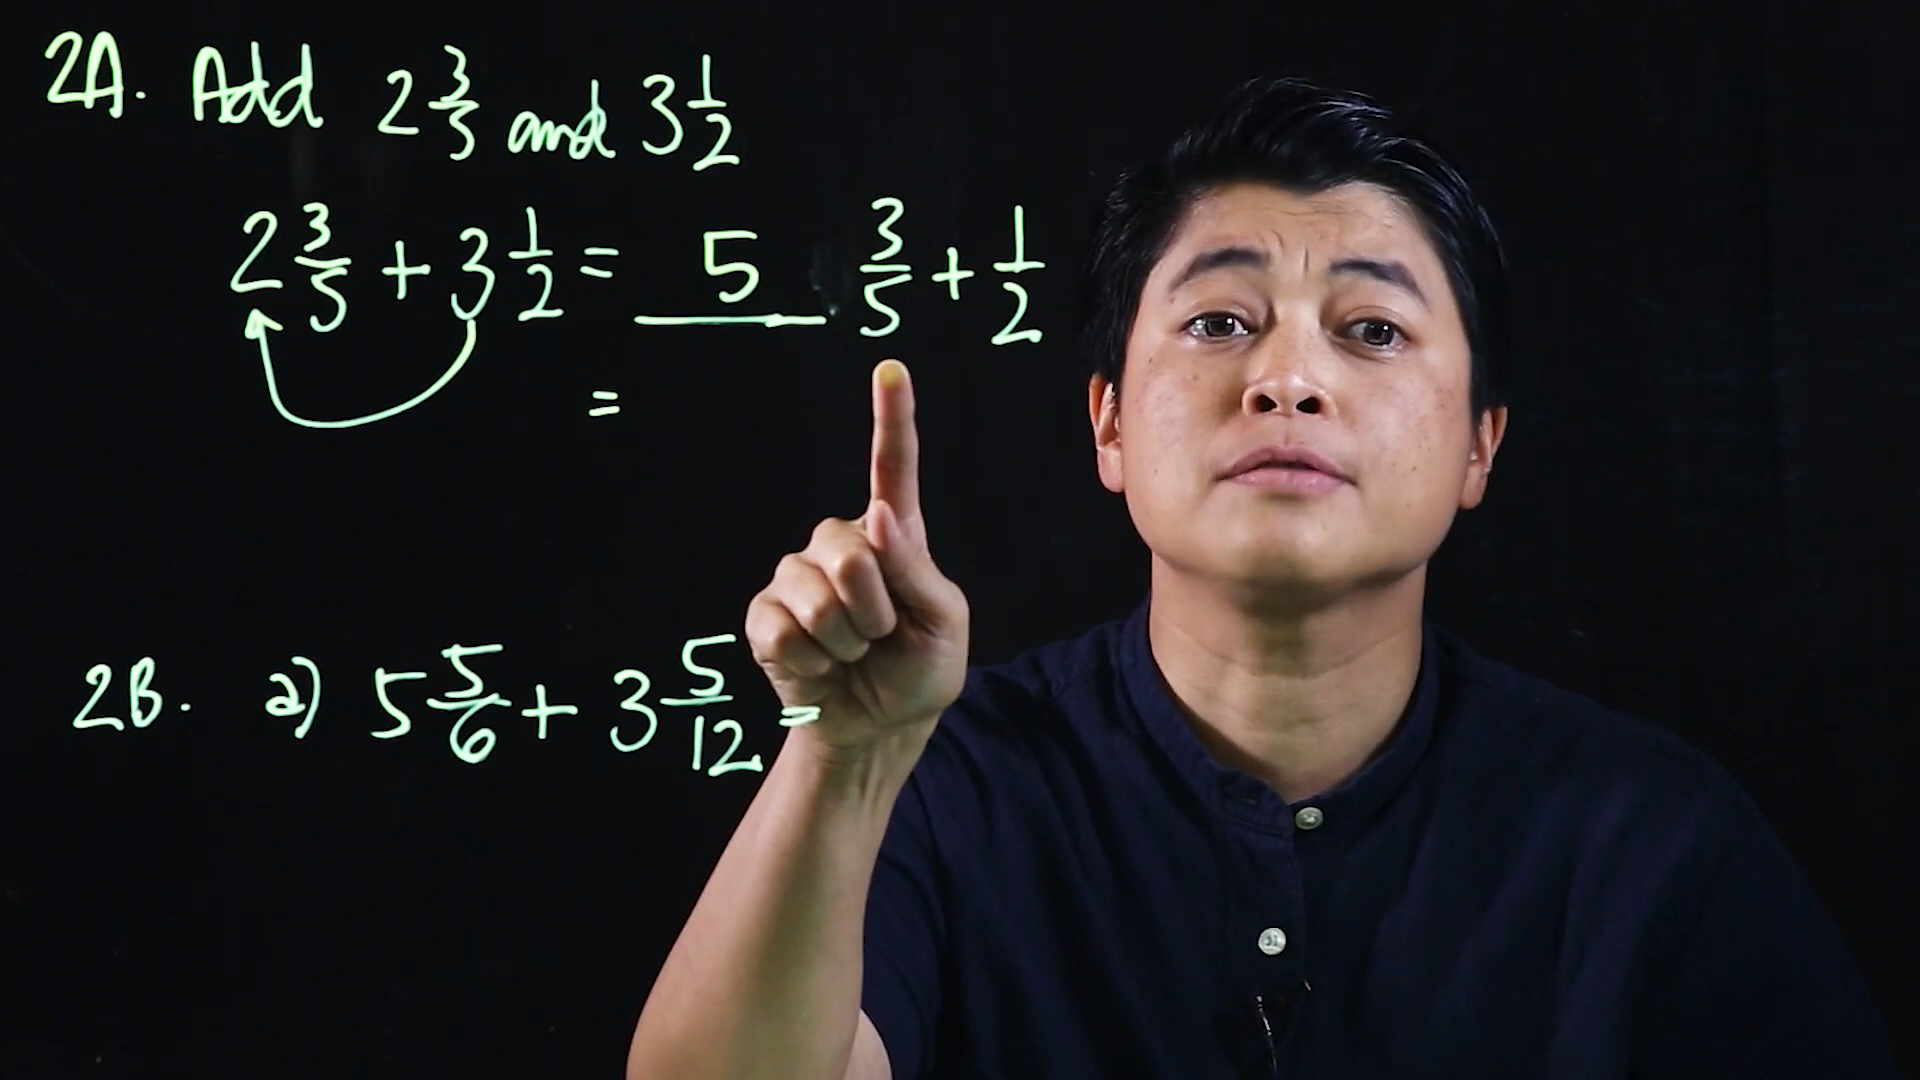 2A. Add 2 3/5 and 3 1/2
2 3/5 + 3 1/2 = 5 3/5 + 1/2
=
2B. a) 5 5/6 + 3 5/12 =